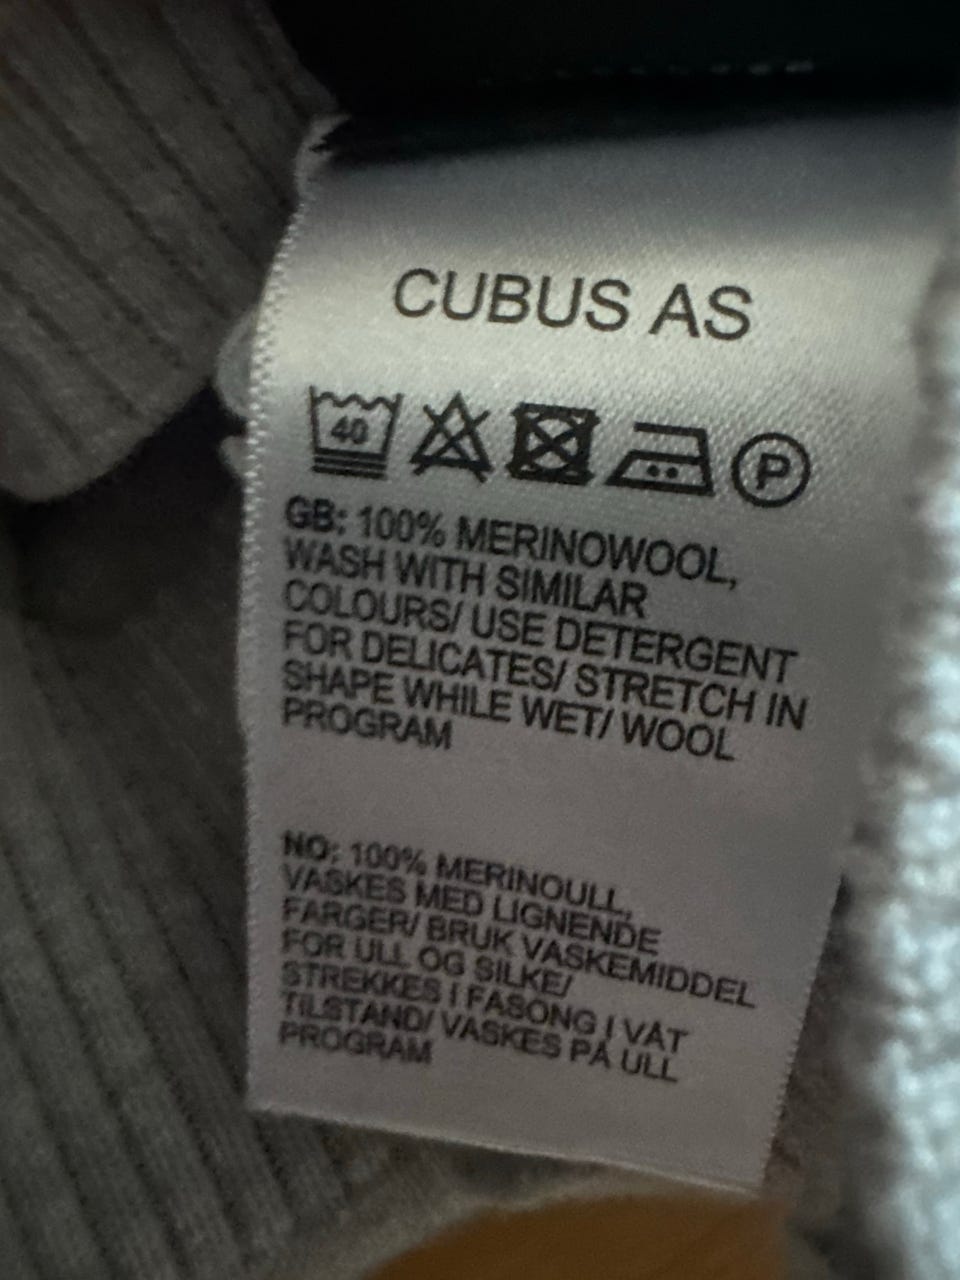 CUBUS AS
40
P
GB: 100% MERINOWOOL,
WASH WITH SIMILAR
COLOURS/ USE DETERGENT
FOR DELICATES/ STRETCH IN
SHAPE WHILE WET/ WOOL
PROGRAM
NO: 100% MERINOULL,
VASKES MED LIGNENDE
FARGER/ BRUK VASKEMIDDEL
FOR ULL OG SILKE/
STREKKES I FASONG I VÅT
TILSTAND/ VASKES PÅ ULL
PROGRAM